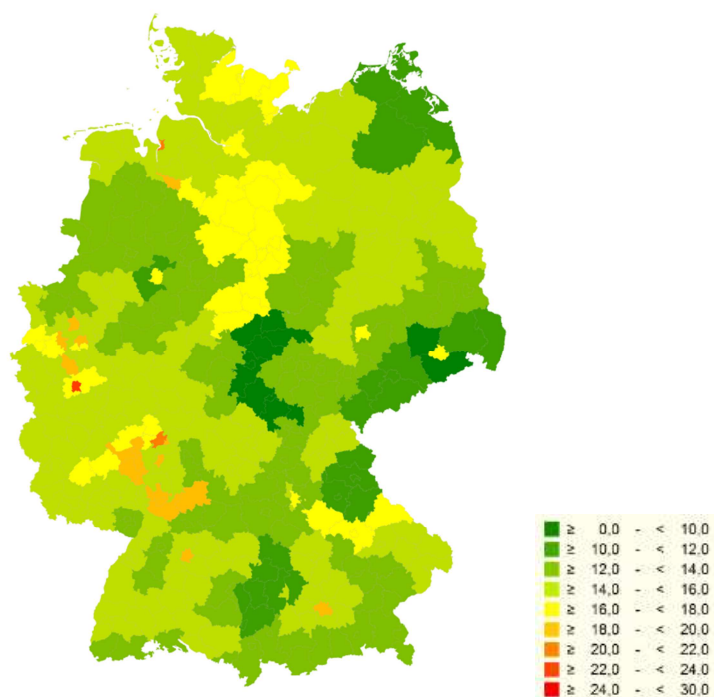 ≥ 0,0 - < 10,0
≥ 10,0 - < 12,0
≥ 12,0 - < 14,0
≥ 14,0 - < 16,0
≥ 16,0 - < 18,0
≥ 18,0 - < 20,0
≥ 20,0 - < 22,0
≥ 22,0 - < 24,0
≥ 24,0 - < 30,0